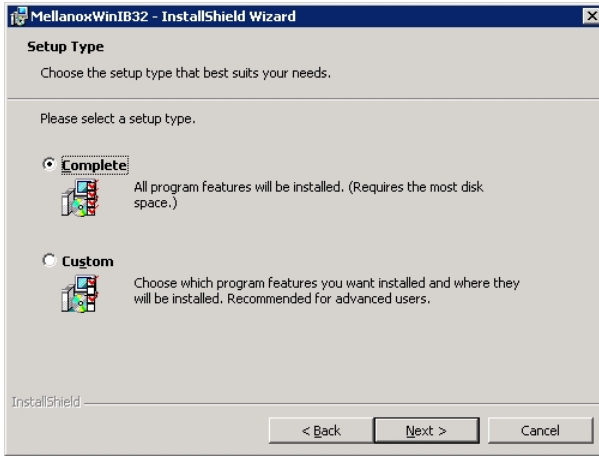 MellanoxWinIB32 - InstallShield Wizard
Setup Type
Choose the setup type that best suits your needs.
Please select a setup type.
Complete
All program features will be installed. (Requires the most disk
space.)
Custom
Choose which program features you want installed and where they
will be installed. Recommended for advanced users.
InstallShield
< Back
Next >
Cancel